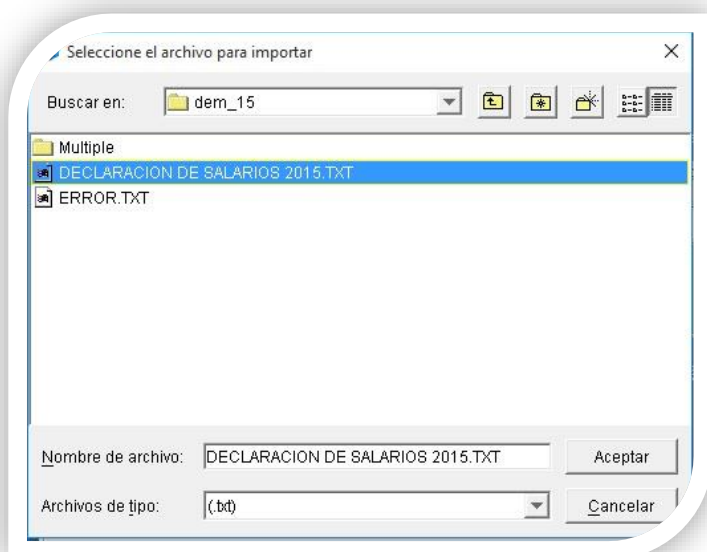 Seleccione el archivo para importar
Buscar en: dem_15
Multiple
DECLARACION DE SALARIOS 2015.TXT
ERROR.TXT
Nombre de archivo: DECLARACION DE SALARIOS 2015.TXT Aceptar
Archivos de tipo: (.txt) Cancelar